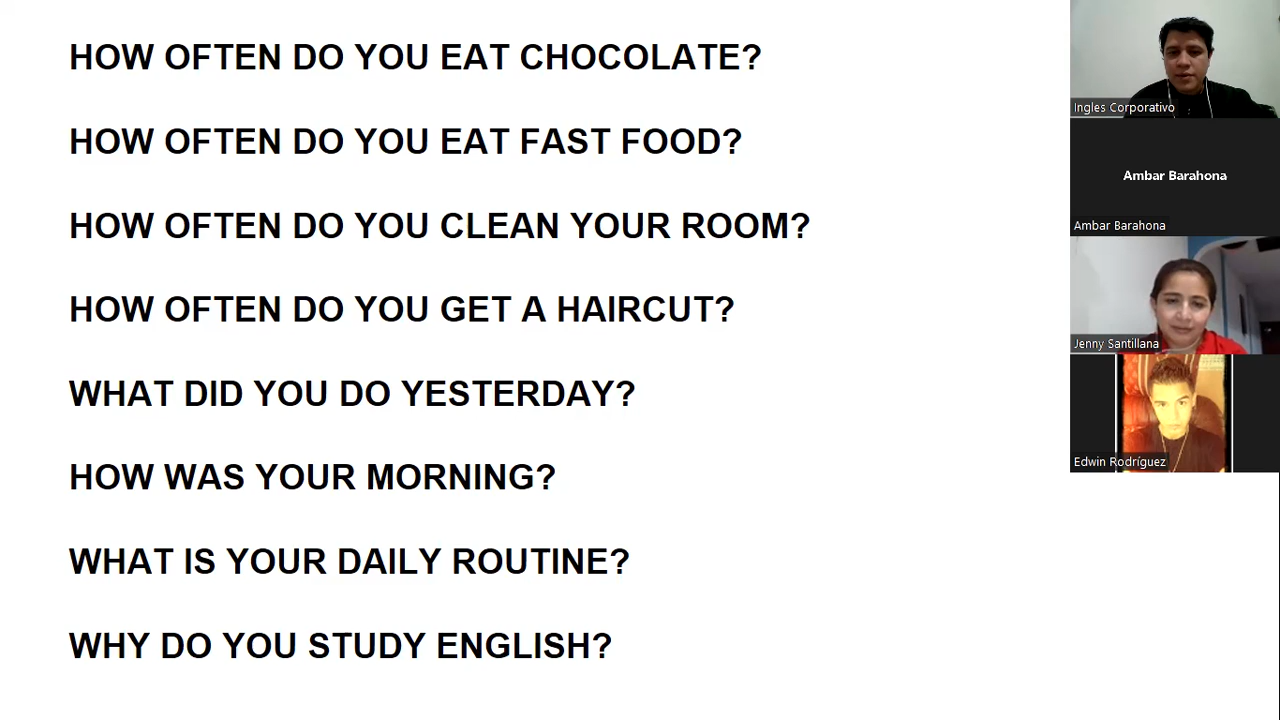 HOW OFTEN DO YOU EAT CHOCOLATE?
HOW OFTEN DO YOU EAT FAST FOOD?
HOW OFTEN DO YOU CLEAN YOUR ROOM?
HOW OFTEN DO YOU GET A HAIRCUT?
WHAT DID YOU DO YESTERDAY?
HOW WAS YOUR MORNING?
WHAT IS YOUR DAILY ROUTINE?
WHY DO YOU STUDY ENGLISH?
Ingles Corporativo
Ambar Barahona
Ambar Barahona
Jenny Santillana
Edwin Rodríguez